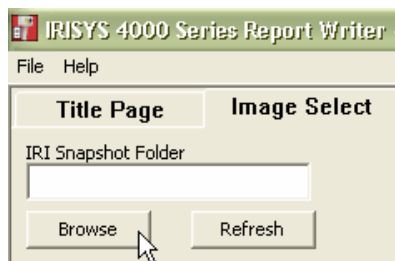 IRISYS 4000 Series Report Writer
File Help
Title Page Image Select
IRI Snapshot Folder
Browse Refresh